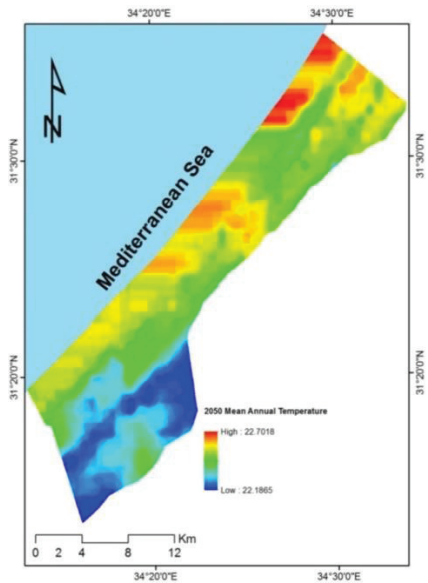 34°20'0"E 34°30'0"E
31°30'0"N 31°30'0"N
Mediterranean Sea
31°20'0"N 31°20'0"N
2050 Mean Annual Temperature
High : 22.7018
Low : 22.1865
Km
0 2 4 8 12
34°20'0"E 34°30'0"E
N